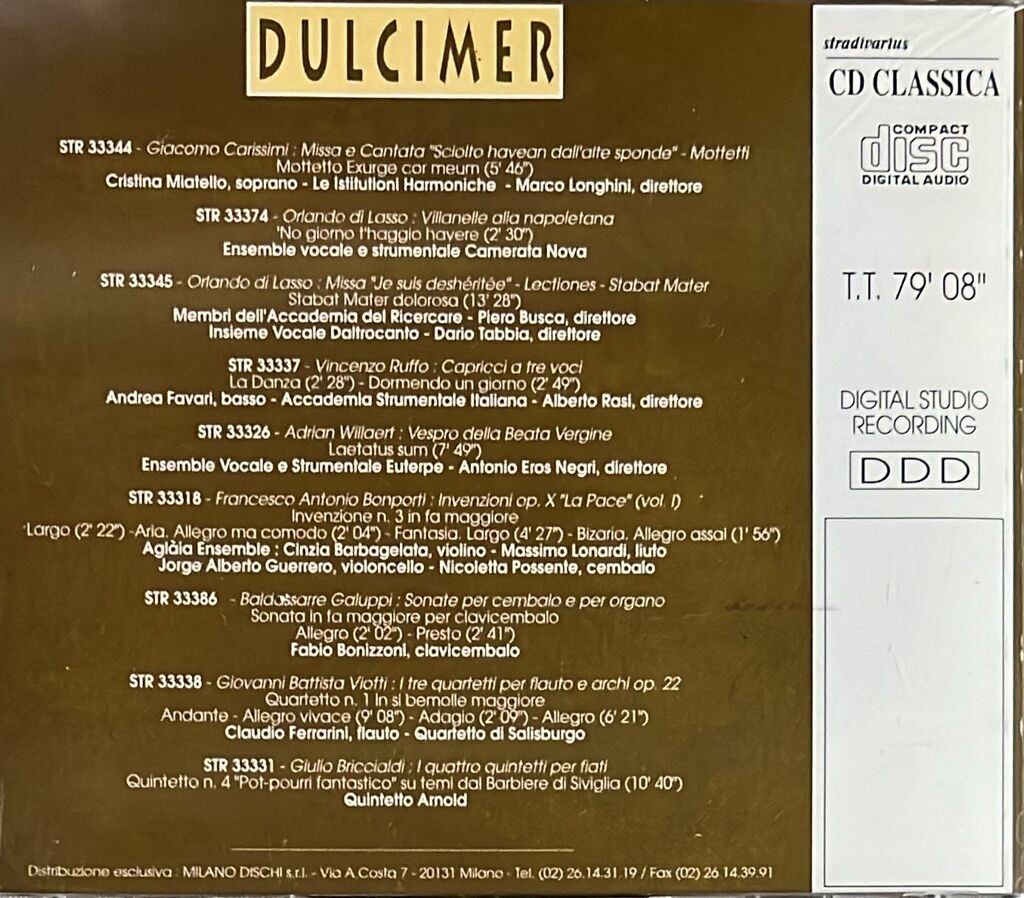 DULCIMER
STR 33344 - Giacomo Carissimi : Missa e Cantata "Sciolto havean dall'alte sponde" - Mottetti
Mottetto Exurge cor meum (5' 46")
Cristina Miatello, soprano - Le Istitutioni Harmoniche - Marco Longhini, direttore
STR 33374 - Orlando di Lasso : Villanelle alla napoletana
'No giorno t'haggio havere (2' 30")
Ensemble vocale e strumentale Camerata Nova
STR 33345 - Orlando di Lasso : Missa "Je suis deshéritée" - Lectiones - Stabat Mater
Stabat Mater dolorosa (13' 28")
Membri dell'Accademia del Ricercare - Piero Busca, direttore
Insieme Vocale Daltrocanto - Dario Tabbia, direttore
STR 33337 - Vincenzo Ruffo : Capricci a tre voci
La Danza (2' 28") - Dormendo un giorno (2' 49")
Andrea Favari, basso - Accademia Strumentale Italiana - Alberto Rasi, direttore
STR 33326 - Adrian Willaert : Vespro della Beata Vergine
Laetatus sum (7' 49")
Ensemble Vocale e Strumentale Euterpe - Antonio Eros Negri, direttore
STR 33318 - Francesco Antonio Bonporti : Invenzioni op. X "La Pace" (vol. I)
Invenzione n. 3 in fa maggiore
Largo (2' 22") -Aria. Allegro ma comodo (2' 04") - Fantasia. Largo (4' 27") - Bizaria. Allegro assai (1' 56")
Aglàia Ensemble : Cinzia Barbagelata, violino - Massimo Lonardi, liuto
Jorge Alberto Guerrero, violoncello - Nicoletta Possente, cembalo
STR 33386 - Baldassarre Galuppi : Sonate per cembalo e per organo
Sonata in fa maggiore per clavicembalo
Allegro (2' 02") - Presto (2' 41")
Fabio Bonizzoni, clavicembalo
STR 33338 - Giovanni Battista Viotti : I tre quartetti per flauto e archi op. 22
Quartetto n. 1 in si bemolle maggiore
Andante - Allegro vivace (9' 08") - Adagio (2' 09") - Allegro (6' 21")
Claudio Ferrarini, flauto - Quartetto di Salisburgo
STR 33331 - Giulio Briccialdi : I quattro quintetti per fiati
Quintetto n. 4 "Pot-pourri fantastico" su temi dal Barbiere di Siviglia (10' 40")
Quintetto Arnold
Distribuzione esclusiva : MILANO DISCHI s.r.l. - Via A. Costa 7 - 20131 Milano - Tel. (02) 26.14.31.19 / Fax (02) 26.14.39.91
stradivarius
CD CLASSICA
COMPACT
disc
DIGITAL AUDIO
T.T. 79' 08"
DIGITAL STUDIO
RECORDING
DDD